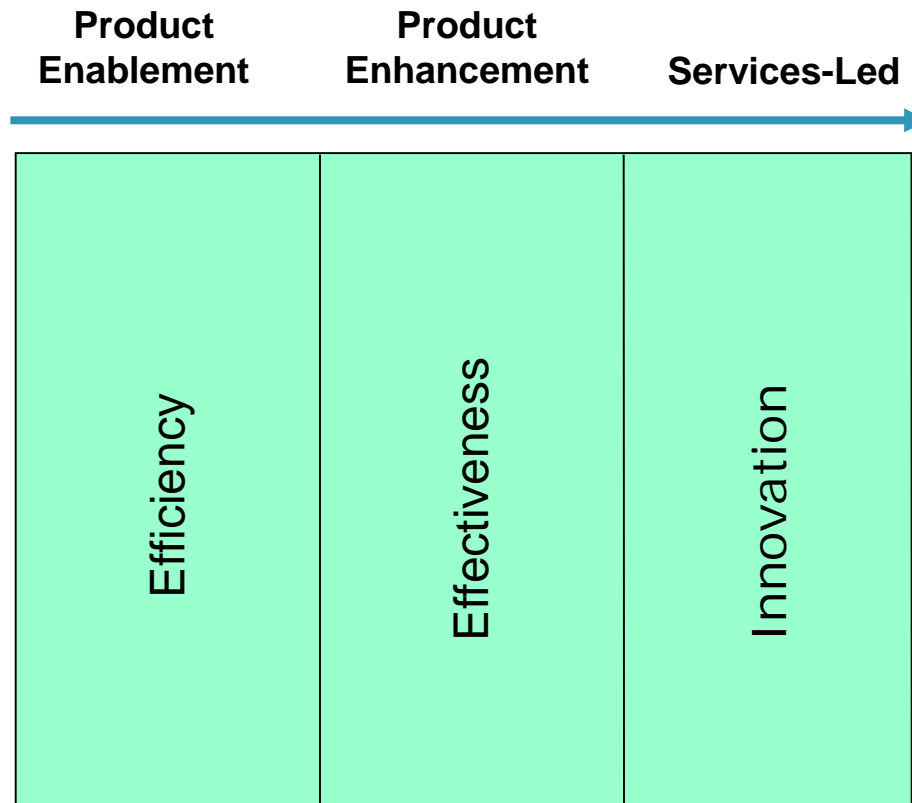 Product
Enablement
Product
Enhancement
Services-Led
Efficiency
Effectiveness
Innovation